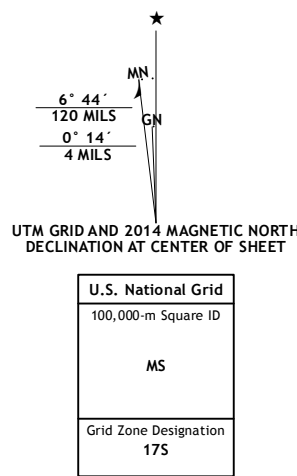 ★
MN
6° 44´
120 MILS
GN
0° 14´
4 MILS
UTM GRID AND 2014 MAGNETIC NORTH
DECLINATION AT CENTER OF SHEET
U.S. National Grid
100,000-m Square ID
MS
Grid Zone Designation
17S